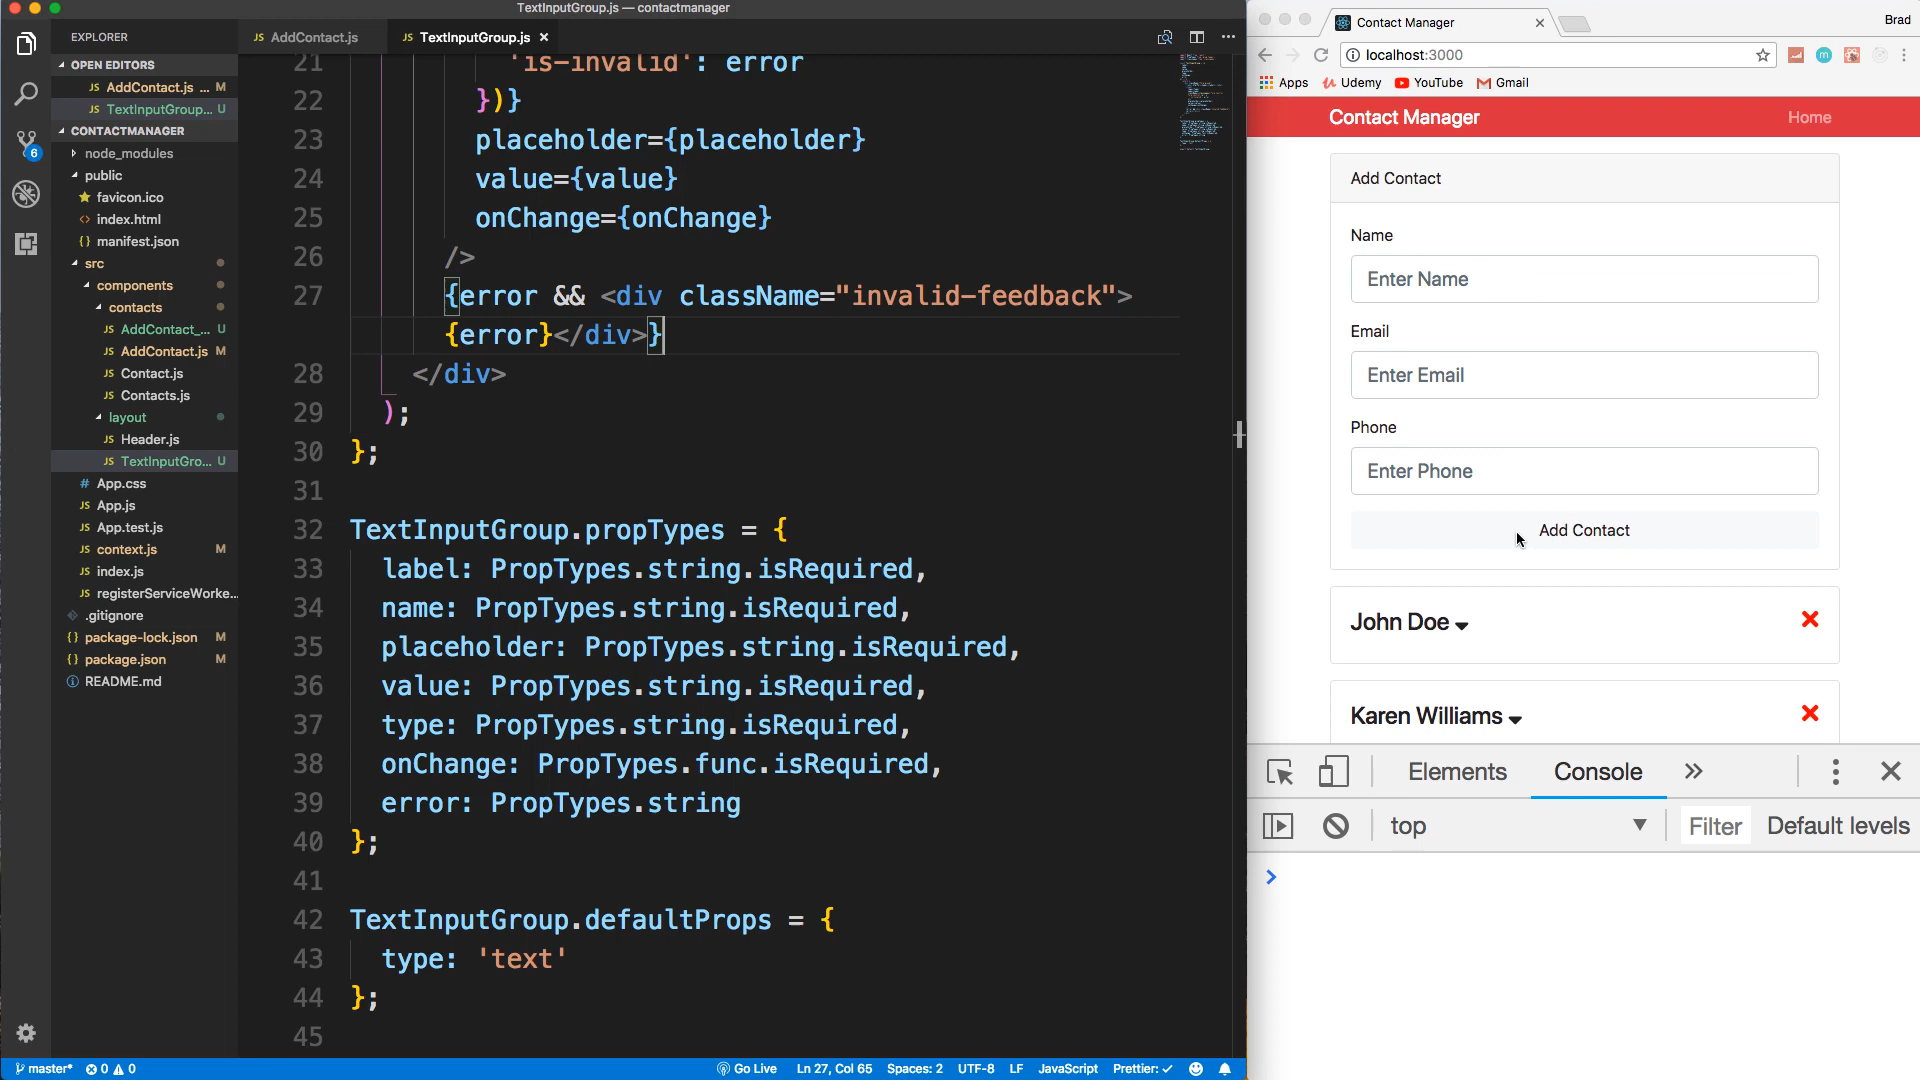 TextInputGroup.js — contactmanager
EXPLORER
OPEN EDITORS
JS AddContact.js ... M
JS TextInputGroup... U
CONTACTMANAGER
node_modules
public
favicon.ico
<> index.html
{} manifest.json
src
components
contacts
JS AddContact_... U
JS AddContact.js M
JS Contact.js
JS Contacts.js
layout
JS Header.js
JS TextInputGro... U
# App.css
JS App.js
JS App.test.js
JS context.js M
JS index.js
JS registerServiceWorke...
.gitignore
{} package-lock.json M
{} package.json M
README.md
6
JS AddContact.js
JS TextInputGroup.js ×
21 'is-invalid': error
22 })}
23 placeholder={placeholder}
24 value={value}
25 onChange={onChange}
26 />
27 {error && <div className="invalid-feedback">
{error}</div>}
28 </div>
29 );
30 };
31
32 TextInputGroup.propTypes = {
33 label: PropTypes.string.isRequired,
34 name: PropTypes.string.isRequired,
35 placeholder: PropTypes.string.isRequired,
36 value: PropTypes.string.isRequired,
37 type: PropTypes.string.isRequired,
38 onChange: PropTypes.func.isRequired,
39 error: PropTypes.string
40 };
41
42 TextInputGroup.defaultProps = {
43 type: 'text'
44 };
45
master* 0 0
Go Live Ln 27, Col 65 Spaces: 2 UTF-8 LF JavaScript Prettier: ✓
Contact Manager
Brad
localhost:3000
Apps Udemy YouTube Gmail
Contact Manager
Home
Add Contact
Name
Enter Name
Email
Enter Email
Phone
Enter Phone
Add Contact
John Doe
Karen Williams
Elements Console »
top Filter Default levels
>